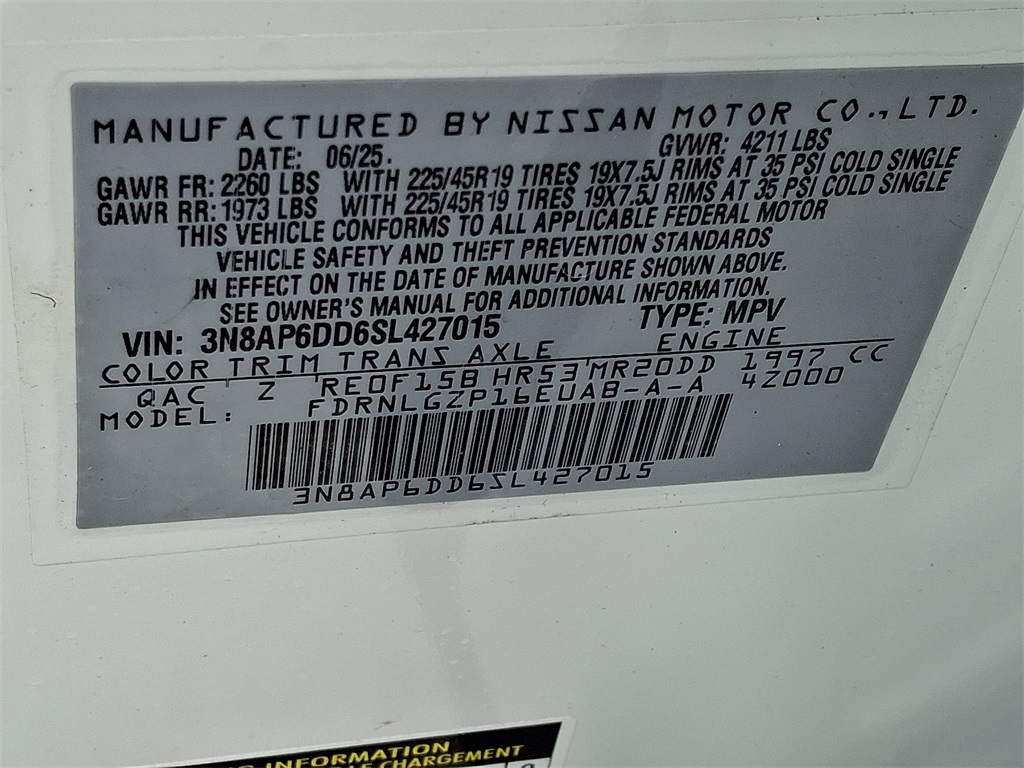 MANUFACTURED BY NISSAN MOTOR CO., LTD.
DATE: 06/25. GVWR: 4211 LBS
GAWR FR: 2260 LBS WITH 225/45R19 TIRES 19X7.5J RIMS AT 35 PSI COLD SINGLE
GAWR RR: 1973 LBS WITH 225/45R19 TIRES 19X7.5J RIMS AT 35 PSI COLD SINGLE
THIS VEHICLE CONFORMS TO ALL APPLICABLE FEDERAL MOTOR
VEHICLE SAFETY AND THEFT PREVENTION STANDARDS
IN EFFECT ON THE DATE OF MANUFACTURE SHOWN ABOVE.
SEE OWNER'S MANUAL FOR ADDITIONAL INFORMATION.
VIN: 3N8AP6DD6SL427015 TYPE: MPV
COLOR TRIM TRANS AXLE ENGINE
QAC Z RE0F15B HR53 MR20DD 1997 CC
MODEL: FDRNLGZP16EUAB-A-A 4Z000
3N8AP6DD6SL427015
INFORMATION
CHARGEMENT